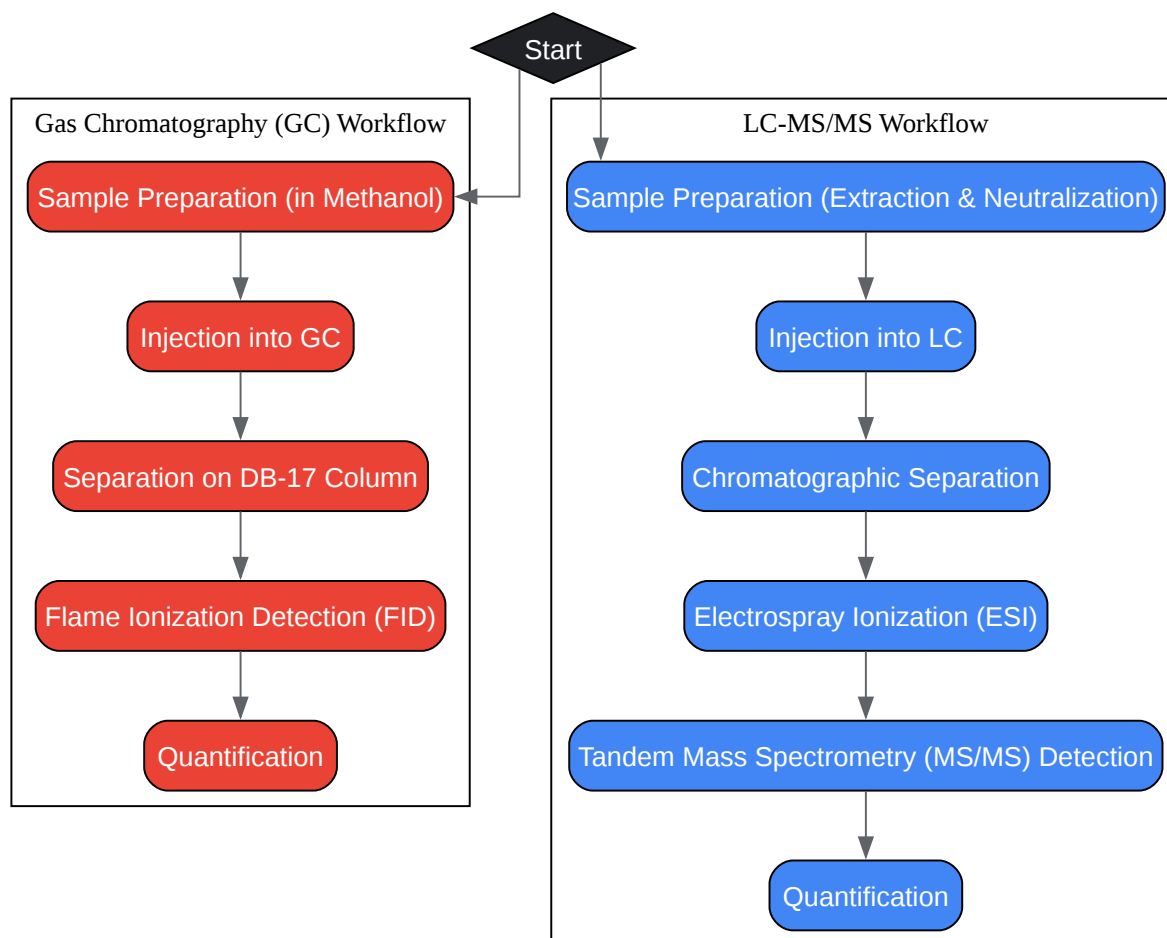 Start
Gas Chromatography (GC) Workflow
Sample Preparation (in Methanol)
Injection into GC
Separation on DB-17 Column
Flame Ionization Detection (FID)
Quantification
LC-MS/MS Workflow
Sample Preparation (Extraction & Neutralization)
Injection into LC
Chromatographic Separation
Electrospray Ionization (ESI)
Tandem Mass Spectrometry (MS/MS) Detection
Quantification